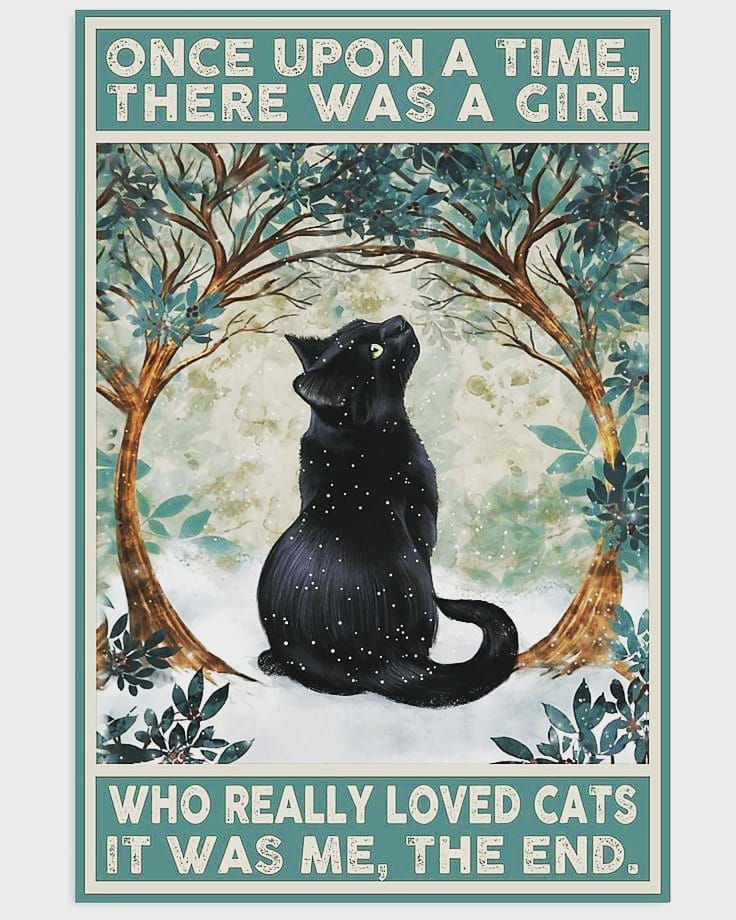 ONCE UPON A TIME,
THERE WAS A GIRL
WHO REALLY LOVED CATS
IT WAS ME, THE END.